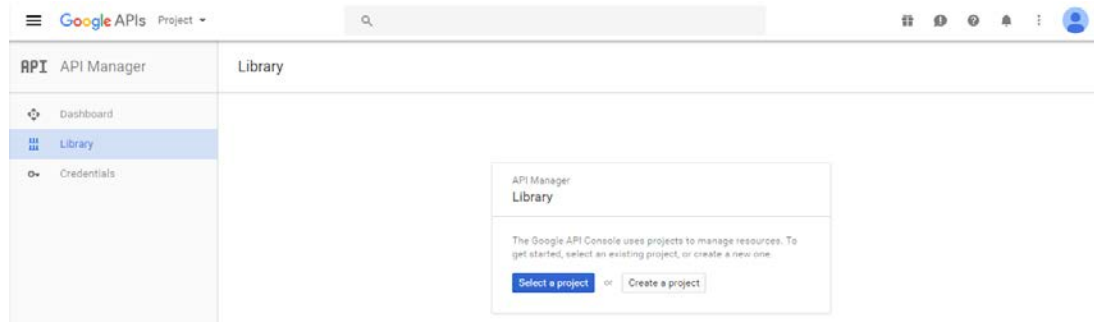 Google APIs Project
API API Manager
Library
Dashboard
Library
Credentials
API Manager
Library
The Google API Console uses projects to manage resources. To
get started, select an existing project, or create a new one.
Select a project or Create a project